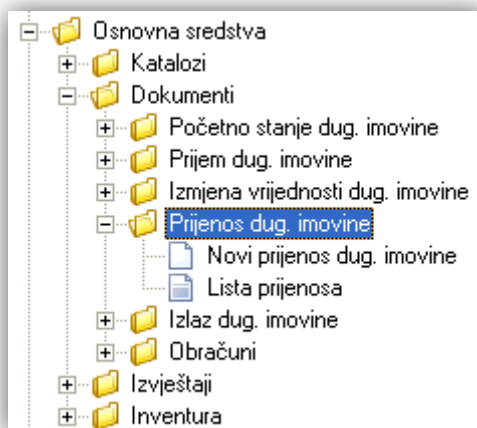 Osnovna sredstva
Katalozi
Dokumenti
Početno stanje dug. imovine
Prijem dug. imovine
Izmjena vrijednosti dug. imovine
Prijenos dug. imovine
Novi prijenos dug. imovine
Lista prijenosa
Izlaz dug. imovine
Obračuni
Izvještaji
Inventura